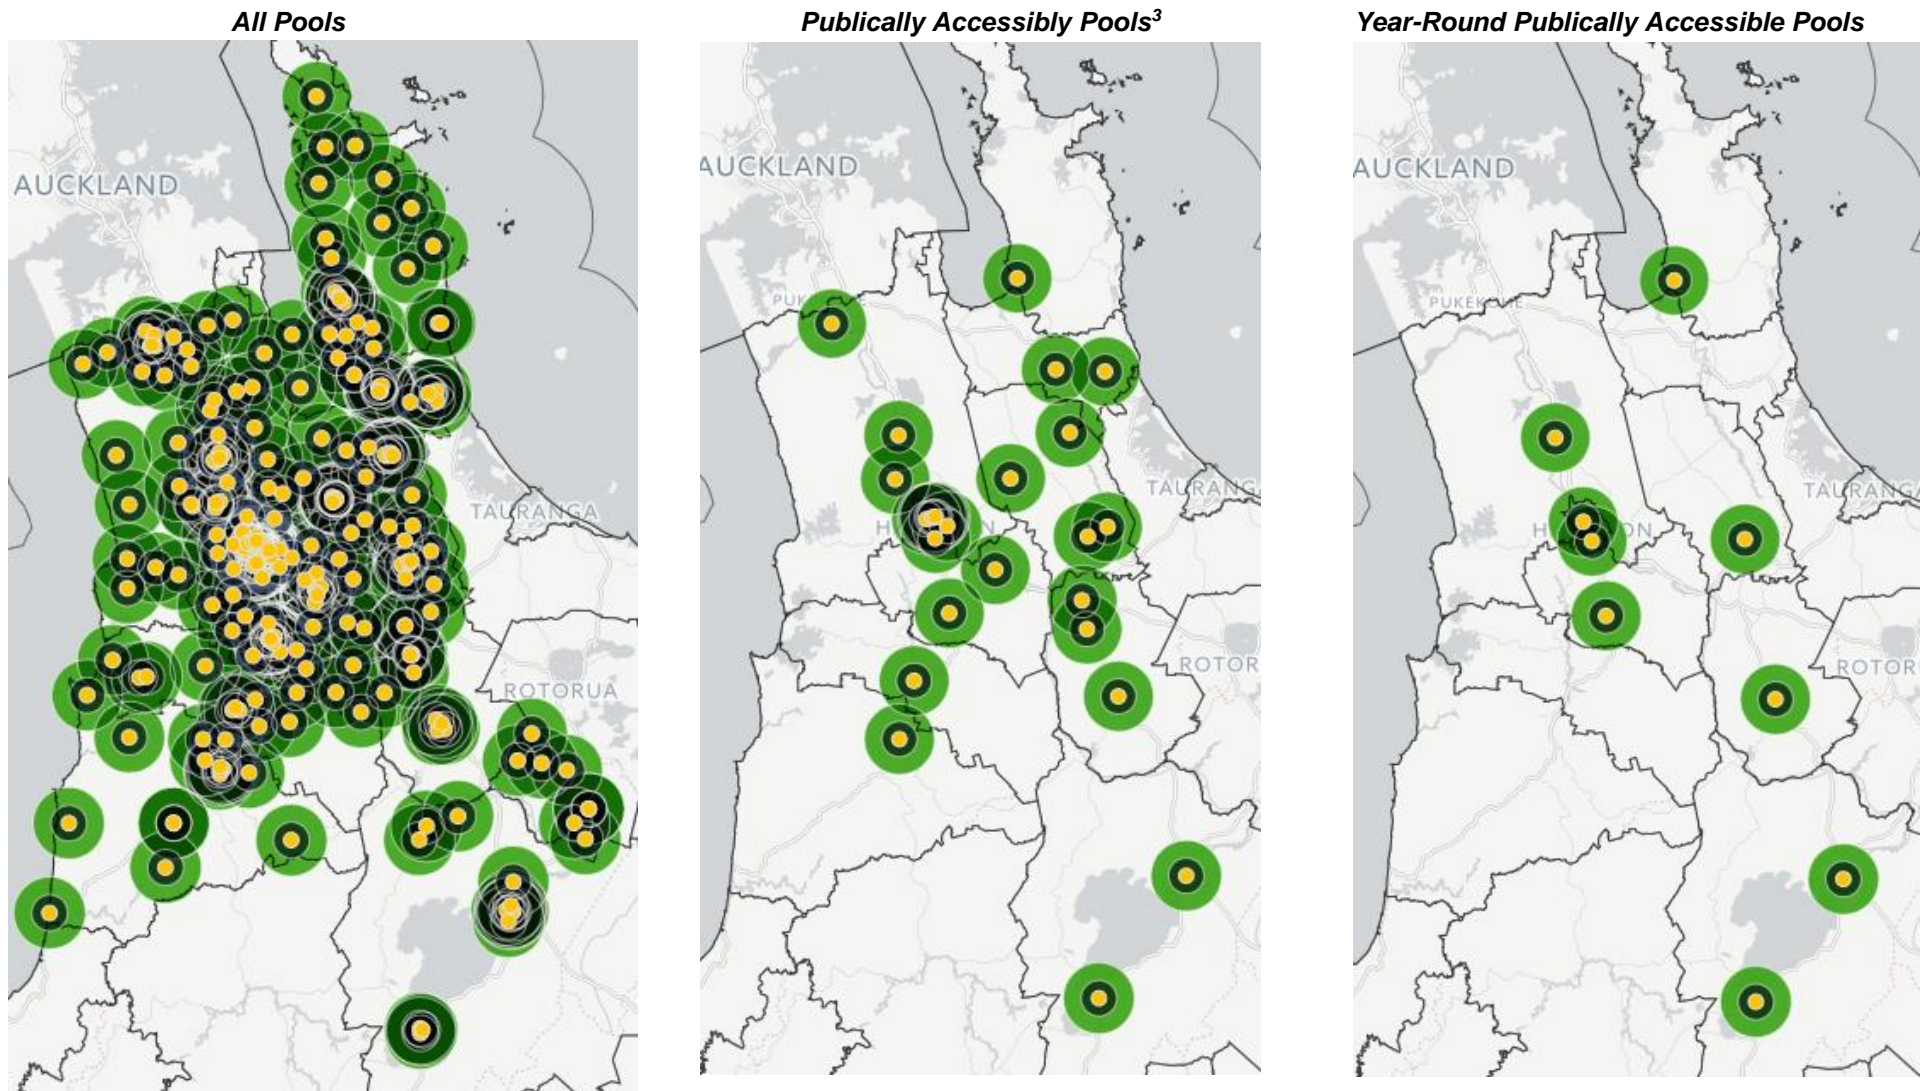 All Pools
Publically Accessibly Pools3
Year-Round Publically Accessible Pools
AUCKLAND
TAURANGA
ROTORUA
AUCKLAND
TAURANG
ROTOR
AUCKLAND
PUKEKOHE
TAURANGA
ROTOR